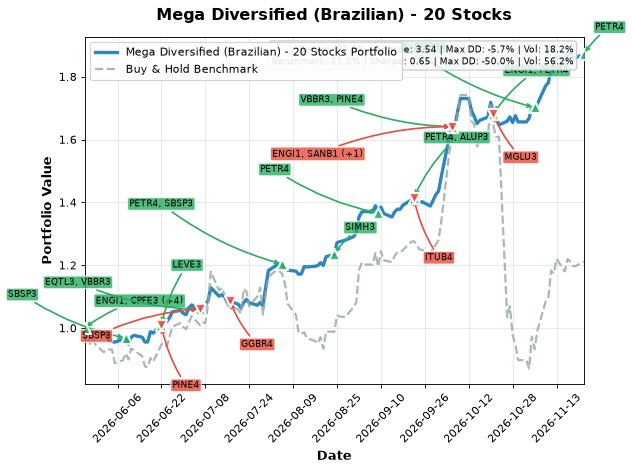 Mega Diversified (Brazilian) - 20 Stocks
PETR4
Mega Diversified (Brazilian) - 20 Stocks Portfolio
Buy & Hold Benchmark
e: 3.54 | Max DD: -5.7% | Vol: 18.2%
Benchmark: 21.2% | Sharpe: 0.65 | Max DD: -50.0% | Vol: 56.2%
ENGI1, PETR4
VBBR3, PINE4
PETR4, ALUP3
ENGI1, SANB1 (+1)
MGLU3
PETR4
PETR4, SBSP3
SIMH3
ITUB4
LEVE3
EQTL3, VBBR3
SBSP3
ENGI1, CPFE3 (+4)
SBSP3
GGBR4
PINE4
1.8
1.6
1.4
1.2
1.0
Portfolio Value
2026-06-06
2026-06-22
2026-07-08
2026-07-24
2026-08-09
2026-08-25
2026-09-10
2026-09-26
2026-10-12
2026-10-28
2026-11-13
Date